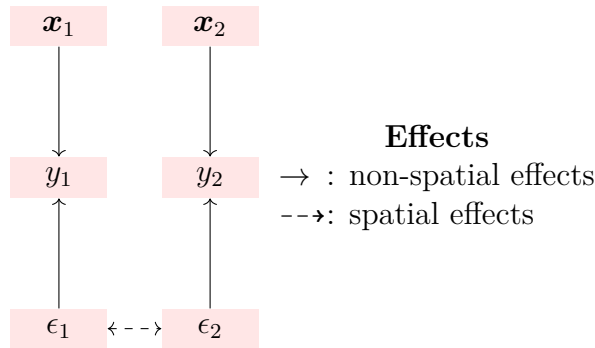 x₁ x₂
y₁ y₂
ϵ₁ ϵ₂
Effects
→ : non-spatial effects
⇢: spatial effects